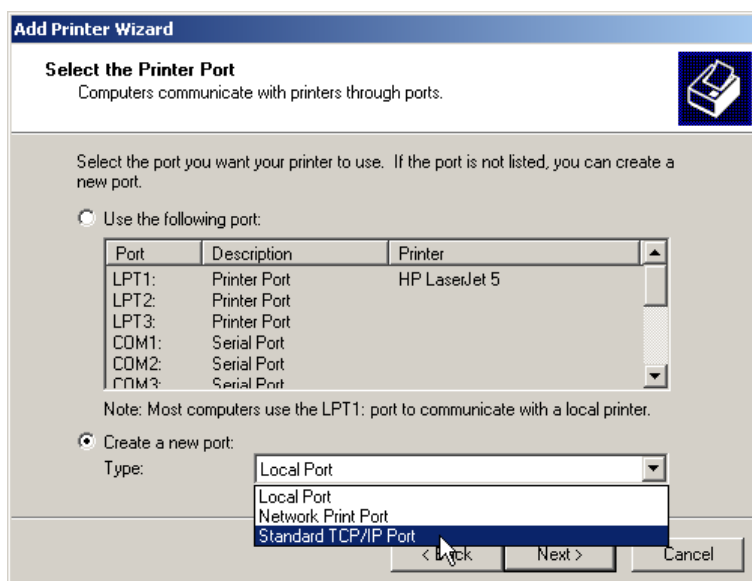 Add Printer Wizard
Select the Printer Port
Computers communicate with printers through ports.
Select the port you want your printer to use. If the port is not listed, you can create a
new port.
Use the following port:
Port Description Printer
LPT1: Printer Port HP LaserJet 5
LPT2: Printer Port
LPT3: Printer Port
COM1: Serial Port
COM2: Serial Port
COM3: Serial Port
Note: Most computers use the LPT1: port to communicate with a local printer.
Create a new port:
Type: Local Port
Local Port
Network Print Port
Standard TCP/IP Port
< Back Next > Cancel